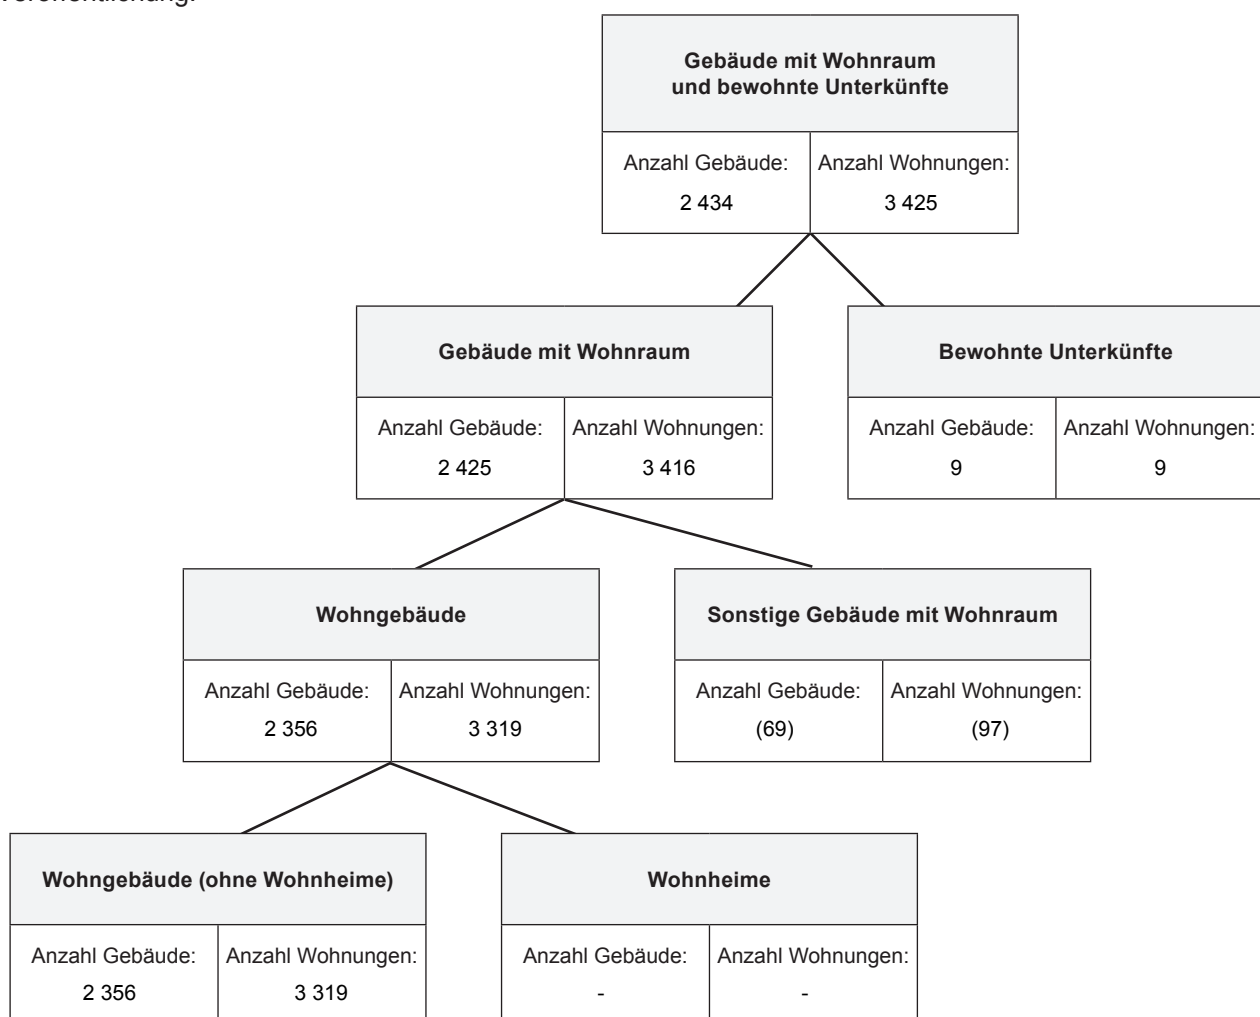 Veröffentlichung.
Gebäude mit Wohnraum
und bewohnte Unterkünfte
Anzahl Gebäude: Anzahl Wohnungen:
2 434 3 425
Gebäude mit Wohnraum Bewohnte Unterkünfte
Anzahl Gebäude: Anzahl Wohnungen: Anzahl Gebäude: Anzahl Wohnungen:
2 425 3 416 9 9
Wohngebäude Sonstige Gebäude mit Wohnraum
Anzahl Gebäude: Anzahl Wohnungen: Anzahl Gebäude: Anzahl Wohnungen:
2 356 3 319 (69) (97)
Wohngebäude (ohne Wohnheime) Wohnheime
Anzahl Gebäude: Anzahl Wohnungen: Anzahl Gebäude: Anzahl Wohnungen:
2 356 3 319 - -